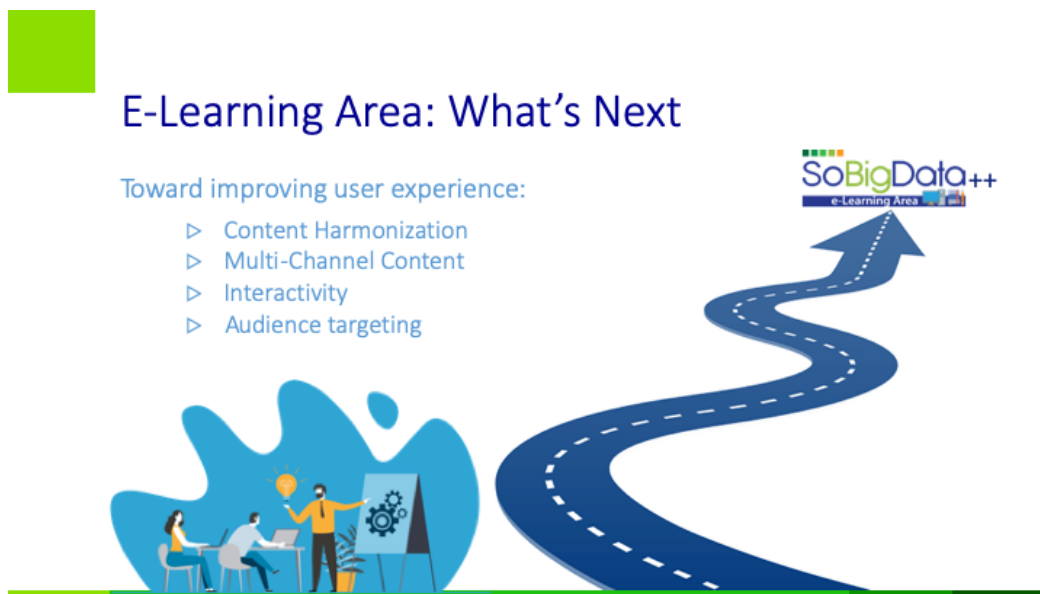 E-Learning Area: What's Next
Toward improving user experience:
▷ Content Harmonization
▷ Multi-Channel Content
▷ Interactivity
▷ Audience targeting
SoBigData++
e-Learning Area